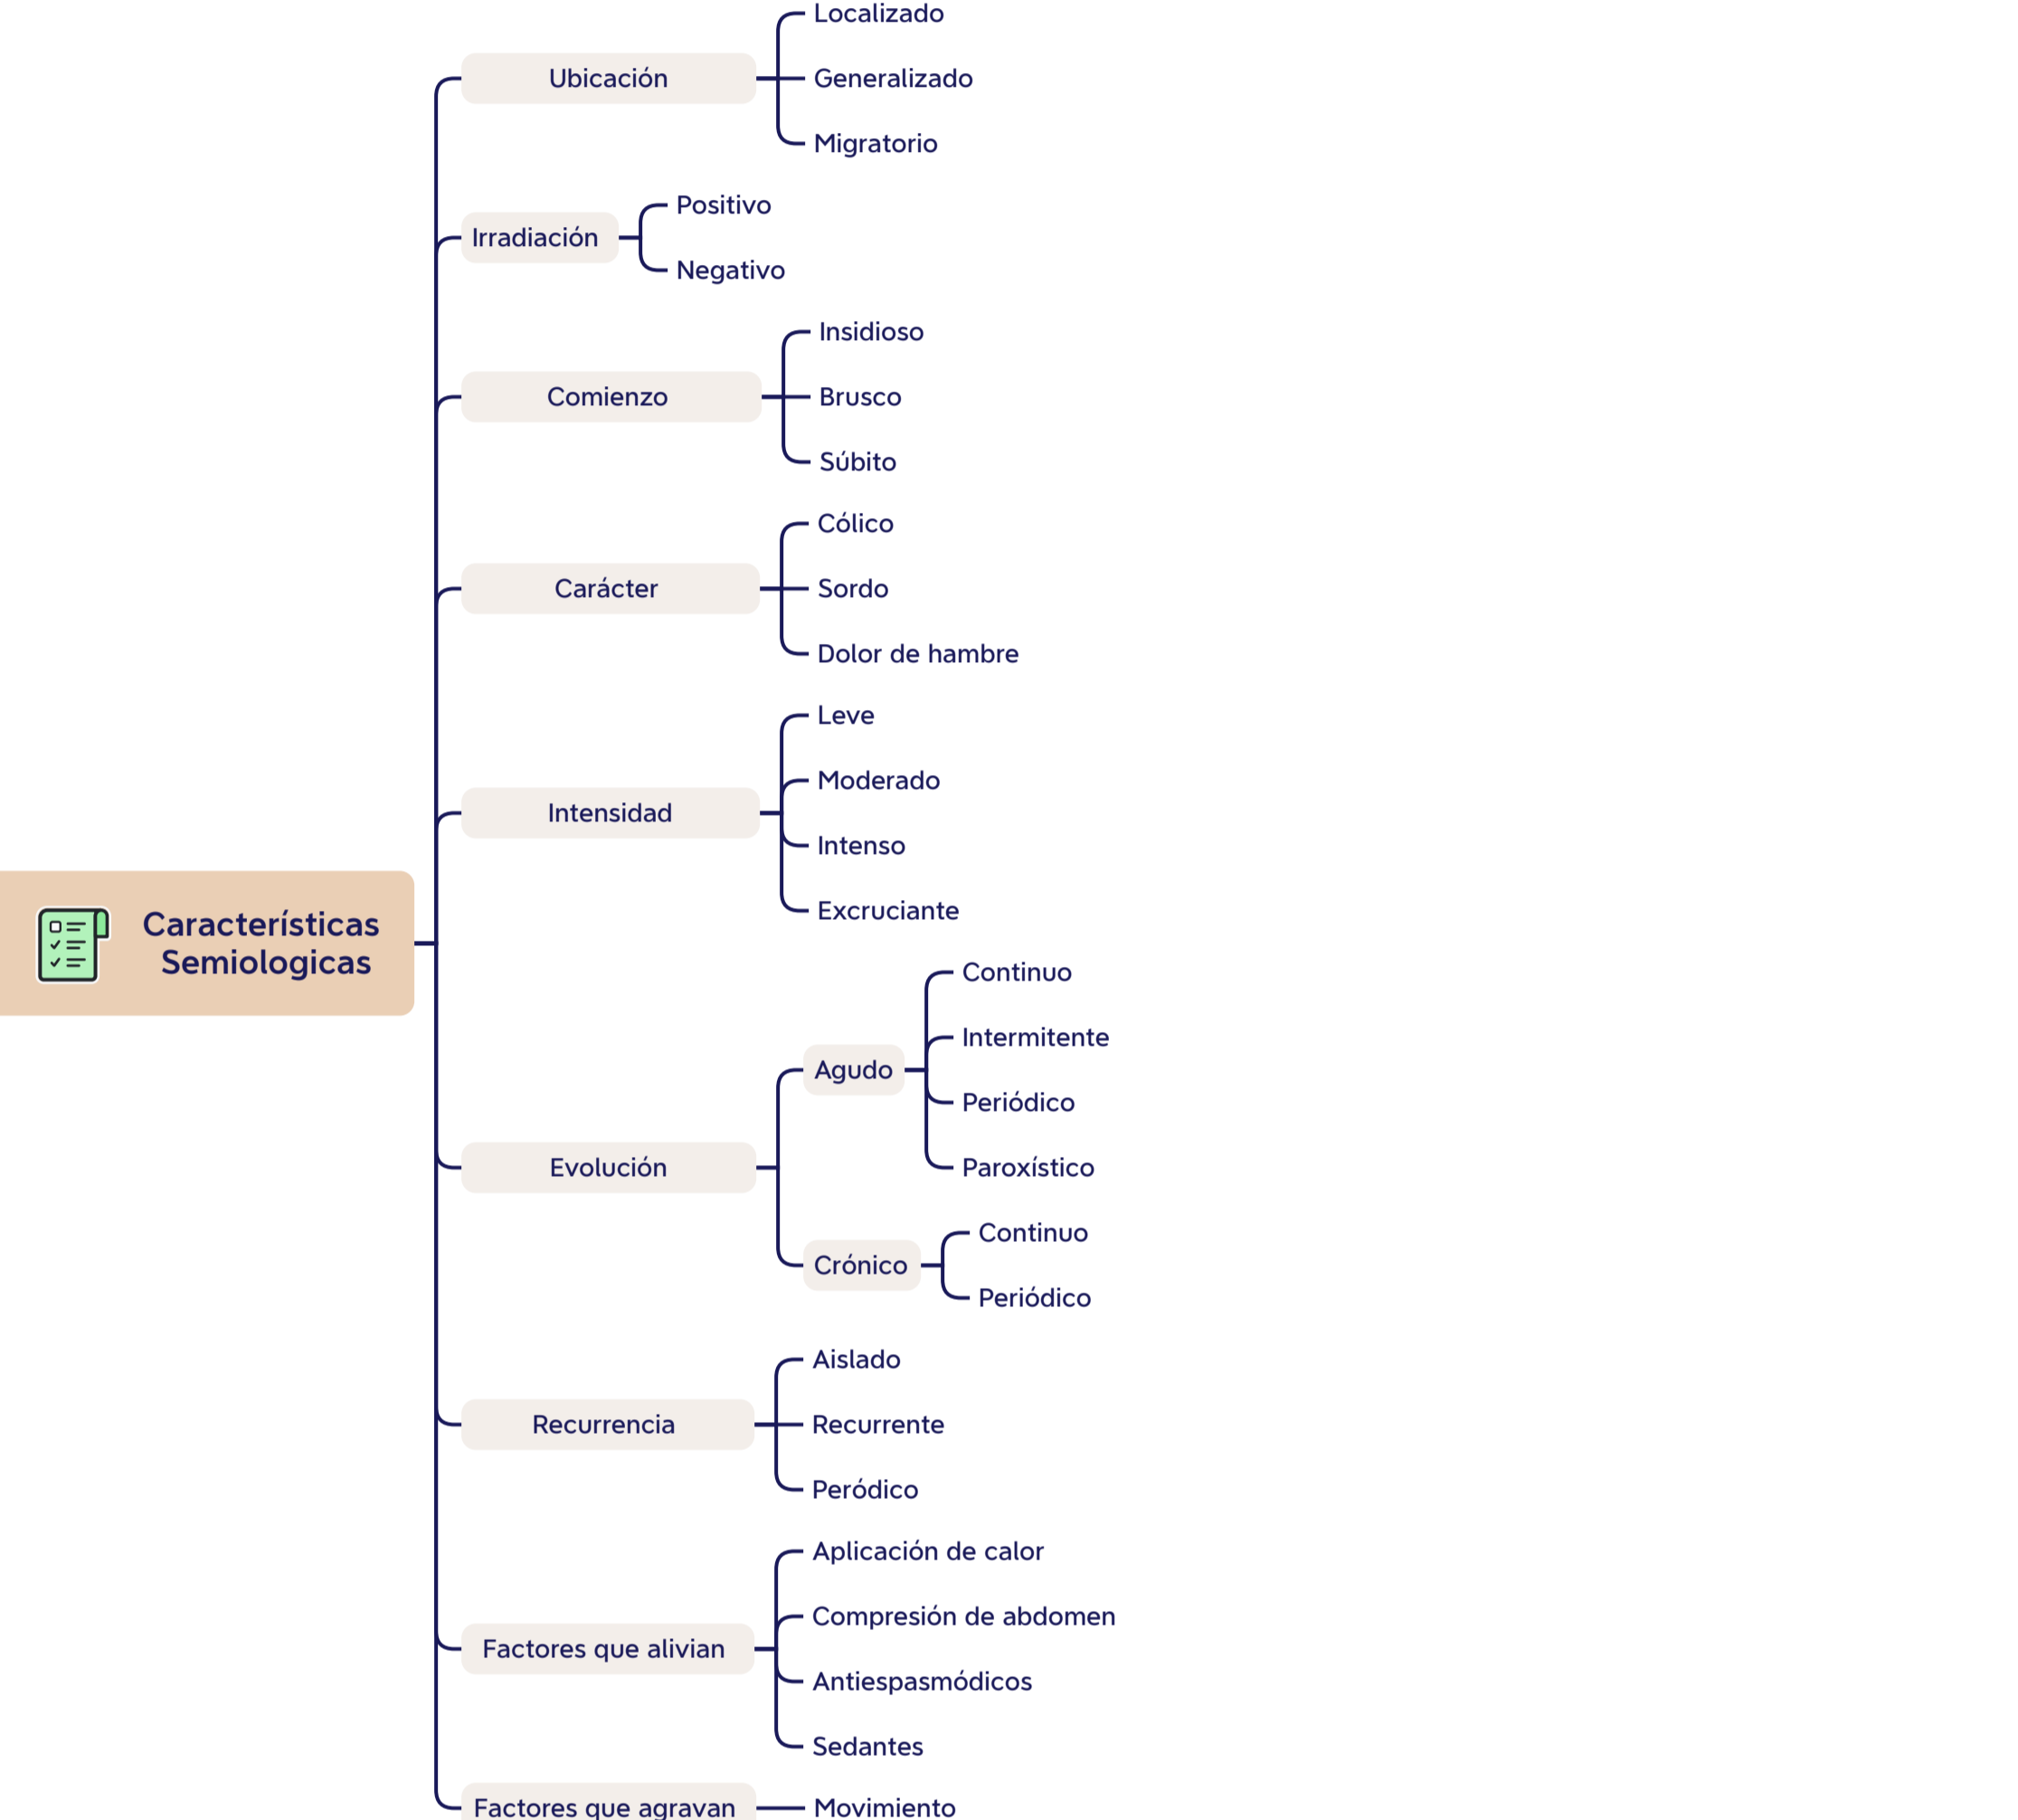 Características
Semiologicas
Ubicación
Localizado
Generalizado
Migratorio
Irradiación
Positivo
Negativo
Comienzo
Insidioso
Brusco
Súbito
Carácter
Cólico
Sordo
Dolor de hambre
Intensidad
Leve
Moderado
Intenso
Excruciante
Evolución
Agudo
Continuo
Intermitente
Periódico
Paroxístico
Crónico
Continuo
Periódico
Recurrencia
Aislado
Recurrente
Peródico
Factores que alivian
Aplicación de calor
Compresión de abdomen
Antiespasmódicos
Sedantes
Factores que agravan
Movimiento